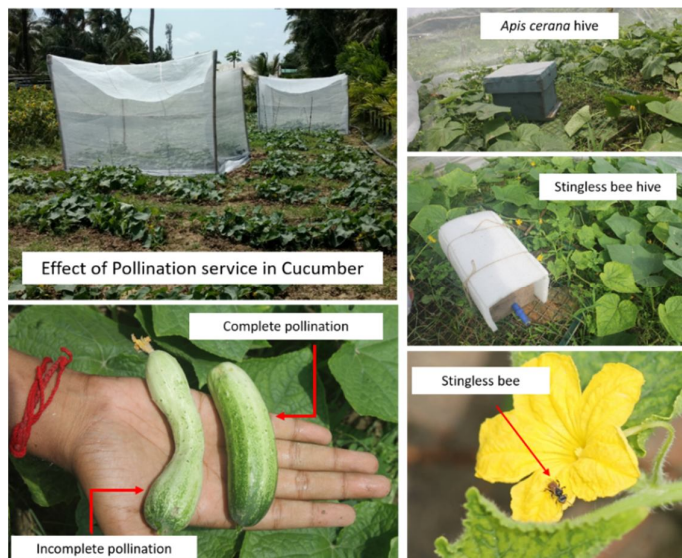 Effect of Pollination service in Cucumber
Apis cerana hive
Stingless bee hive
Complete pollination
Incomplete pollination
Stingless bee